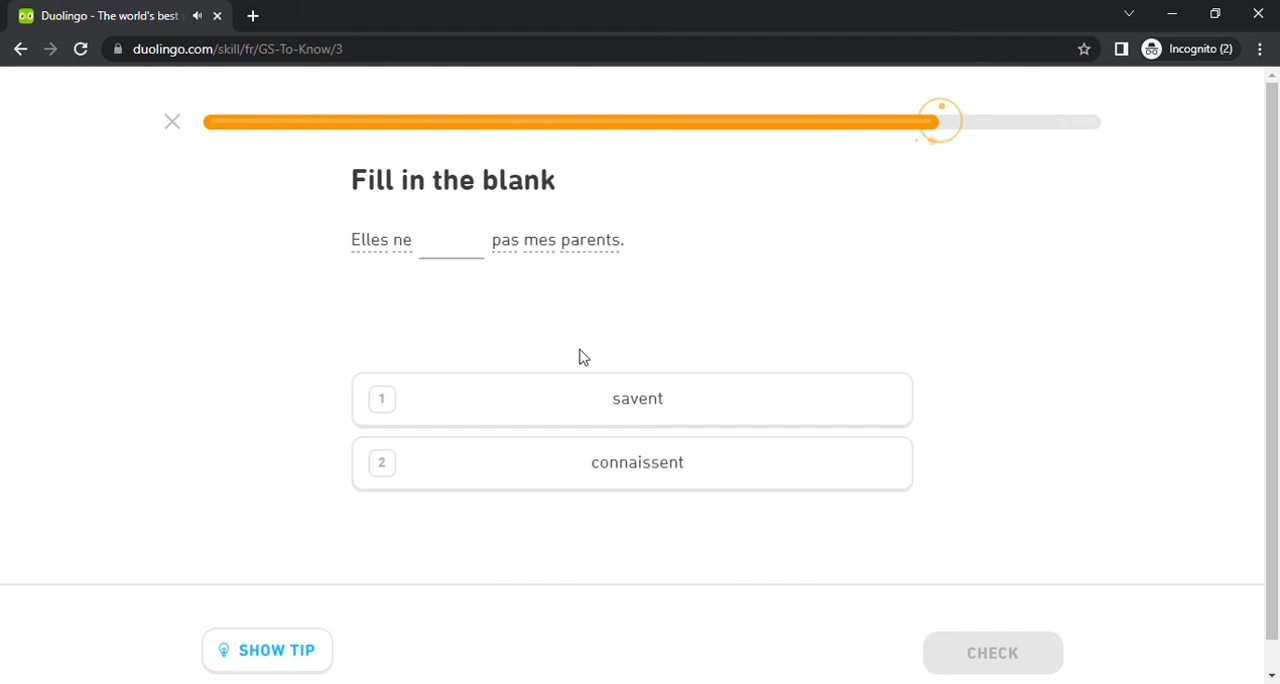 Duolingo - The world's best
duolingo.com/skill/fr/GS-To-Know/3
Incognito (2)
Fill in the blank
Elles ne ______ pas mes parents.
1 savent
2 connaissent
SHOW TIP
CHECK